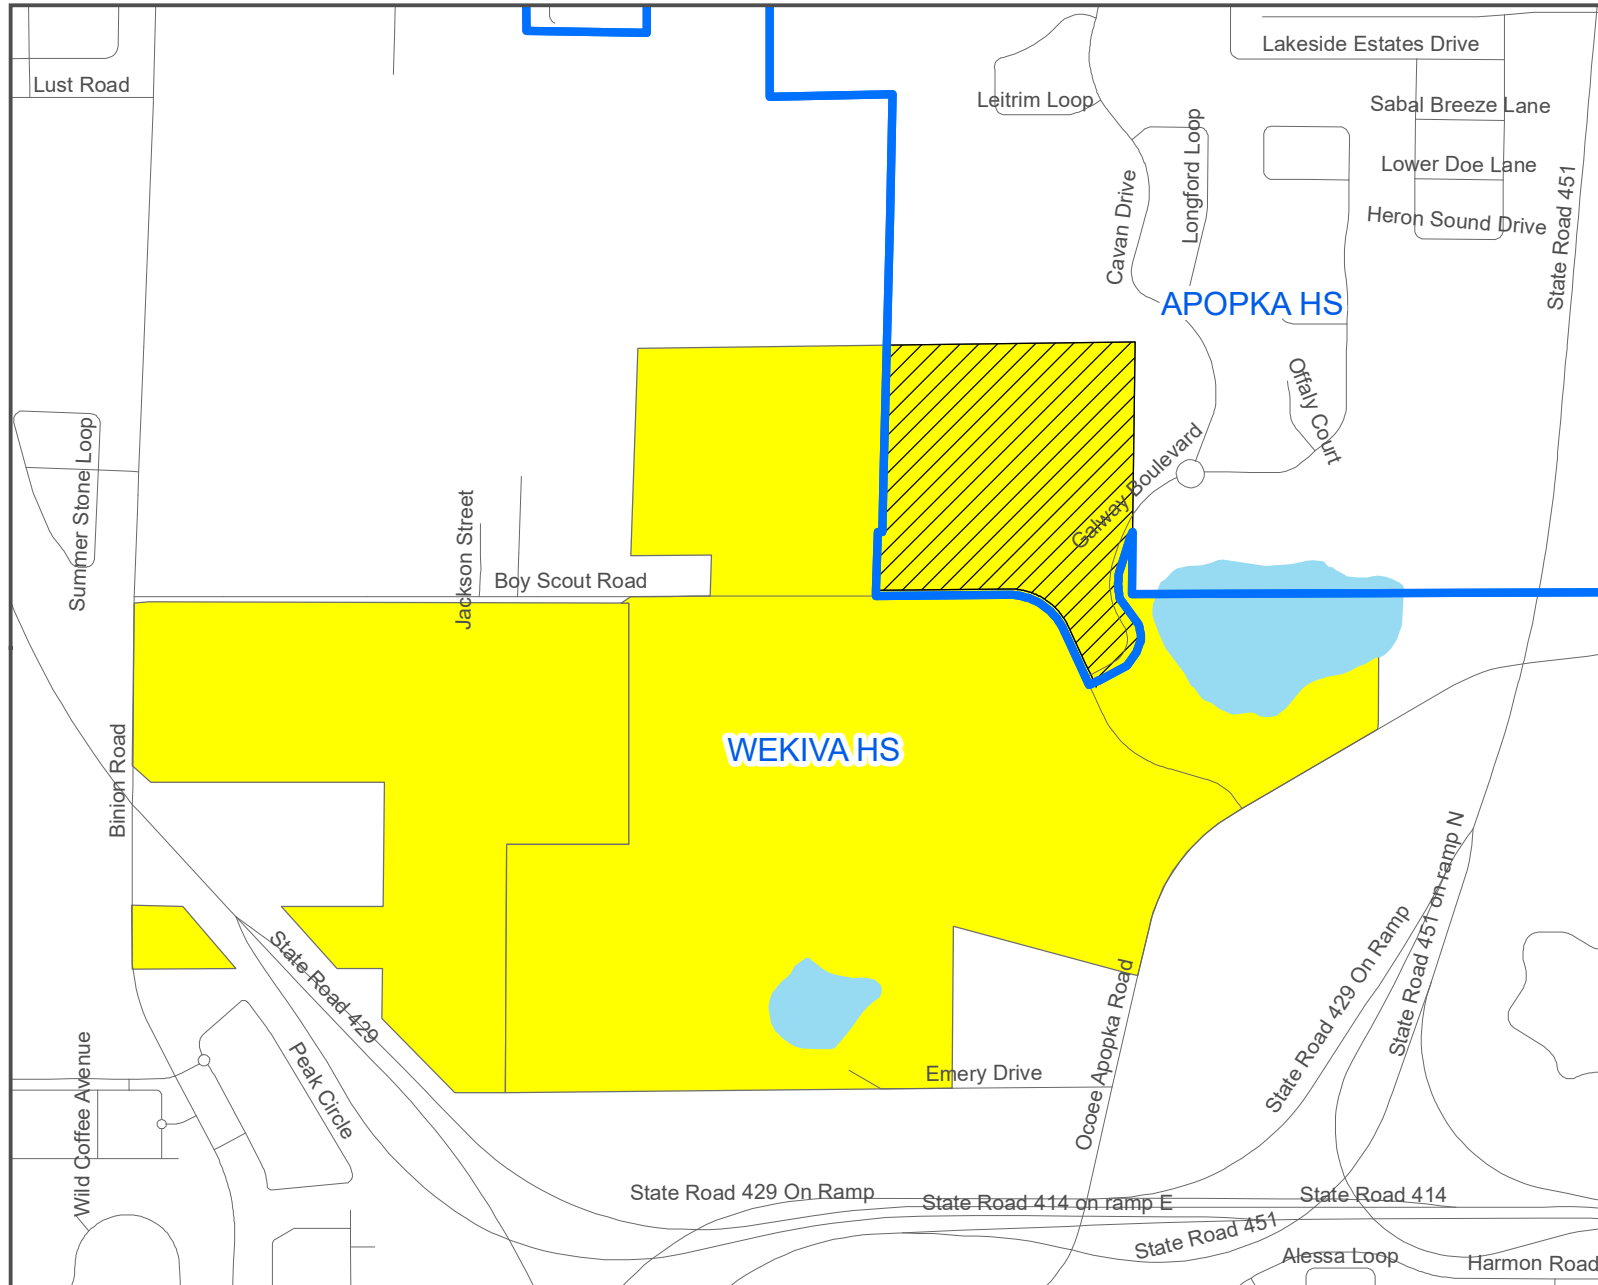 Lakeside Estates Drive
Lust Road
Leitrim Loop
Sabal Breeze Lane
Longford Loop
Lower Doe Lane
Cavan Drive
Heron Sound Drive
State Road 451
APOPKA HS
Offaly Court
Summer Stone Loop
Galway Boulevard
Jackson Street
Boy Scout Road
WEKIVA HS
Binion Road
State Road 451 on ramp N
State Road 429 On Ramp
State Road 429
Ocoee Apopka Road
Peak Circle
Wild Coffee Avenue
Emery Drive
State Road 429 On Ramp
State Road 414 on ramp E
State Road 414
State Road 451
Alessa Loop
Harmon Road